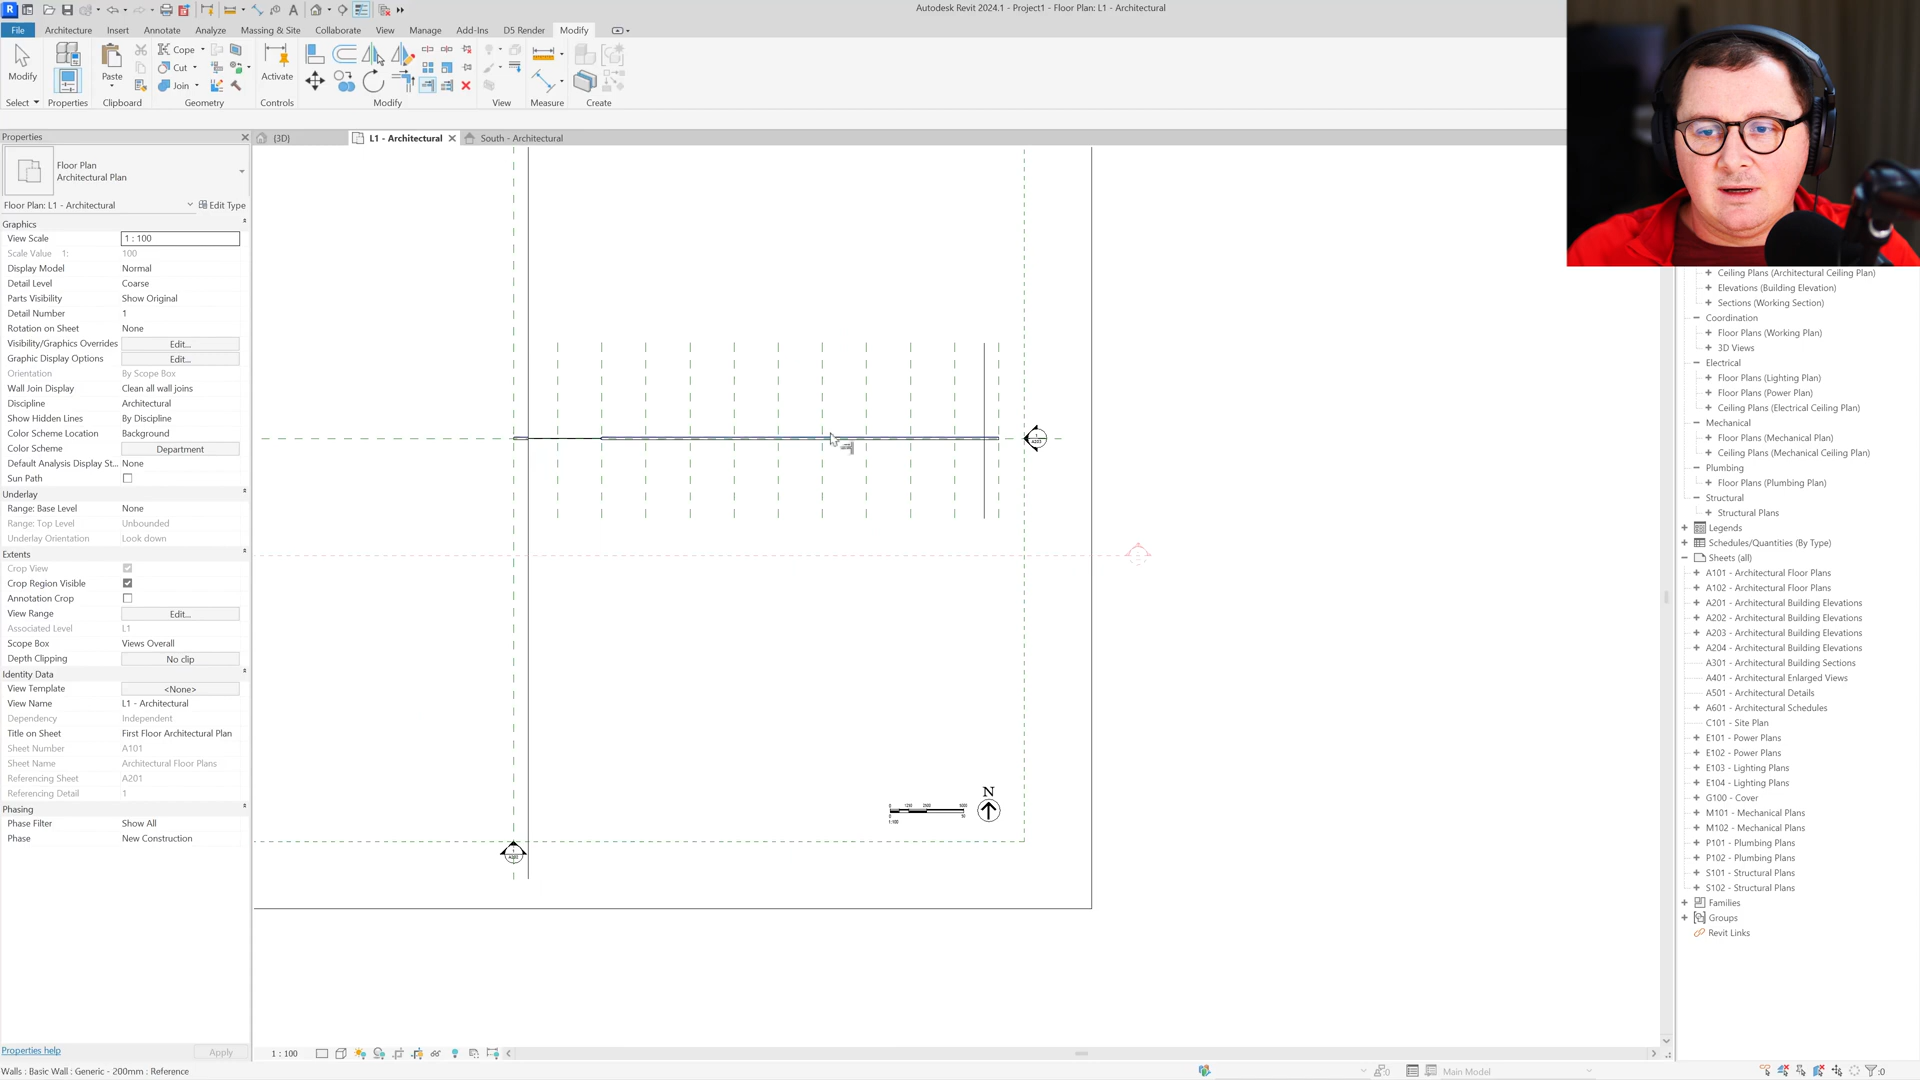 Autodesk Revit 2024.1 - Project1 - Floor Plan: L1 - Architectural
File Architecture Insert Annotate Analyze Massing & Site Collaborate View Manage Add-Ins D5 Render Modify
Modify Paste Cope Cut Join Activate
Select Properties Clipboard Geometry Controls Modify View Measure Create
Properties
(3D) L1 - Architectural South - Architectural
Floor Plan
Architectural Plan
Floor Plan: L1 - Architectural Edit Type
Graphics
View Scale 1 : 100
Scale Value 1: 100
Display Model Normal
Detail Level Coarse
Parts Visibility Show Original
Detail Number 1
Rotation on Sheet None
Visibility/Graphics Overrides Edit...
Graphic Display Options Edit...
Orientation By Scope Box
Wall Join Display Clean all wall joins
Discipline Architectural
Show Hidden Lines By Discipline
Color Scheme Location Background
Color Scheme Department
Default Analysis Display St... None
Sun Path
Underlay
Range: Base Level None
Range: Top Level Unbounded
Underlay Orientation Look down
Extents
Crop View
Crop Region Visible
Annotation Crop
View Range Edit...
Associated Level L1
Scope Box Views Overall
Depth Clipping No clip
Identity Data
View Template <None>
View Name L1 - Architectural
Dependency Independent
Title on Sheet First Floor Architectural Plan
Sheet Number A101
Sheet Name Architectural Floor Plans
Referencing Sheet A201
Referencing Detail 1
Phasing
Phase Filter Show All
Phase New Construction
Properties help Apply
N
Ceiling Plans (Architectural Ceiling Plan)
Elevations (Building Elevation)
Sections (Working Section)
Coordination
Floor Plans (Working Plan)
3D Views
Electrical
Floor Plans (Lighting Plan)
Floor Plans (Power Plan)
Ceiling Plans (Electrical Ceiling Plan)
Mechanical
Floor Plans (Mechanical Plan)
Ceiling Plans (Mechanical Ceiling Plan)
Plumbing
Floor Plans (Plumbing Plan)
Structural
Structural Plans
Legends
Schedules/Quantities (By Type)
Sheets (all)
A101 - Architectural Floor Plans
A102 - Architectural Floor Plans
A201 - Architectural Building Elevations
A202 - Architectural Building Elevations
A203 - Architectural Building Elevations
A204 - Architectural Building Elevations
A301 - Architectural Building Sections
A401 - Architectural Enlarged Views
A501 - Architectural Details
A601 - Architectural Schedules
C101 - Site Plan
E101 - Power Plans
E102 - Power Plans
E103 - Lighting Plans
E104 - Lighting Plans
G100 - Cover
M101 - Mechanical Plans
M102 - Mechanical Plans
P101 - Plumbing Plans
P102 - Plumbing Plans
S101 - Structural Plans
S102 - Structural Plans
Families
Groups
Revit Links
1 : 100
Walls : Basic Wall : Generic - 200mm : Reference
:0 Main Model :0